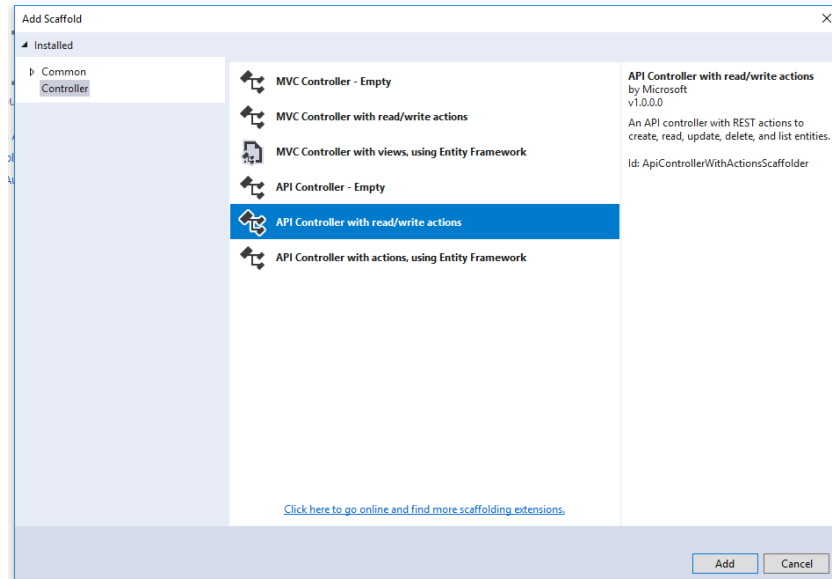 Add Scaffold
Installed
Common
Controller
MVC Controller - Empty
MVC Controller with read/write actions
MVC Controller with views, using Entity Framework
API Controller - Empty
API Controller with read/write actions
API Controller with actions, using Entity Framework
Click here to go online and find more scaffolding extensions.
API Controller with read/write actions
by Microsoft
v1.0.0.0
An API controller with REST actions to
create, read, update, delete, and list entities.
Id: ApiControllerWithActionsScaffolder
Add
Cancel